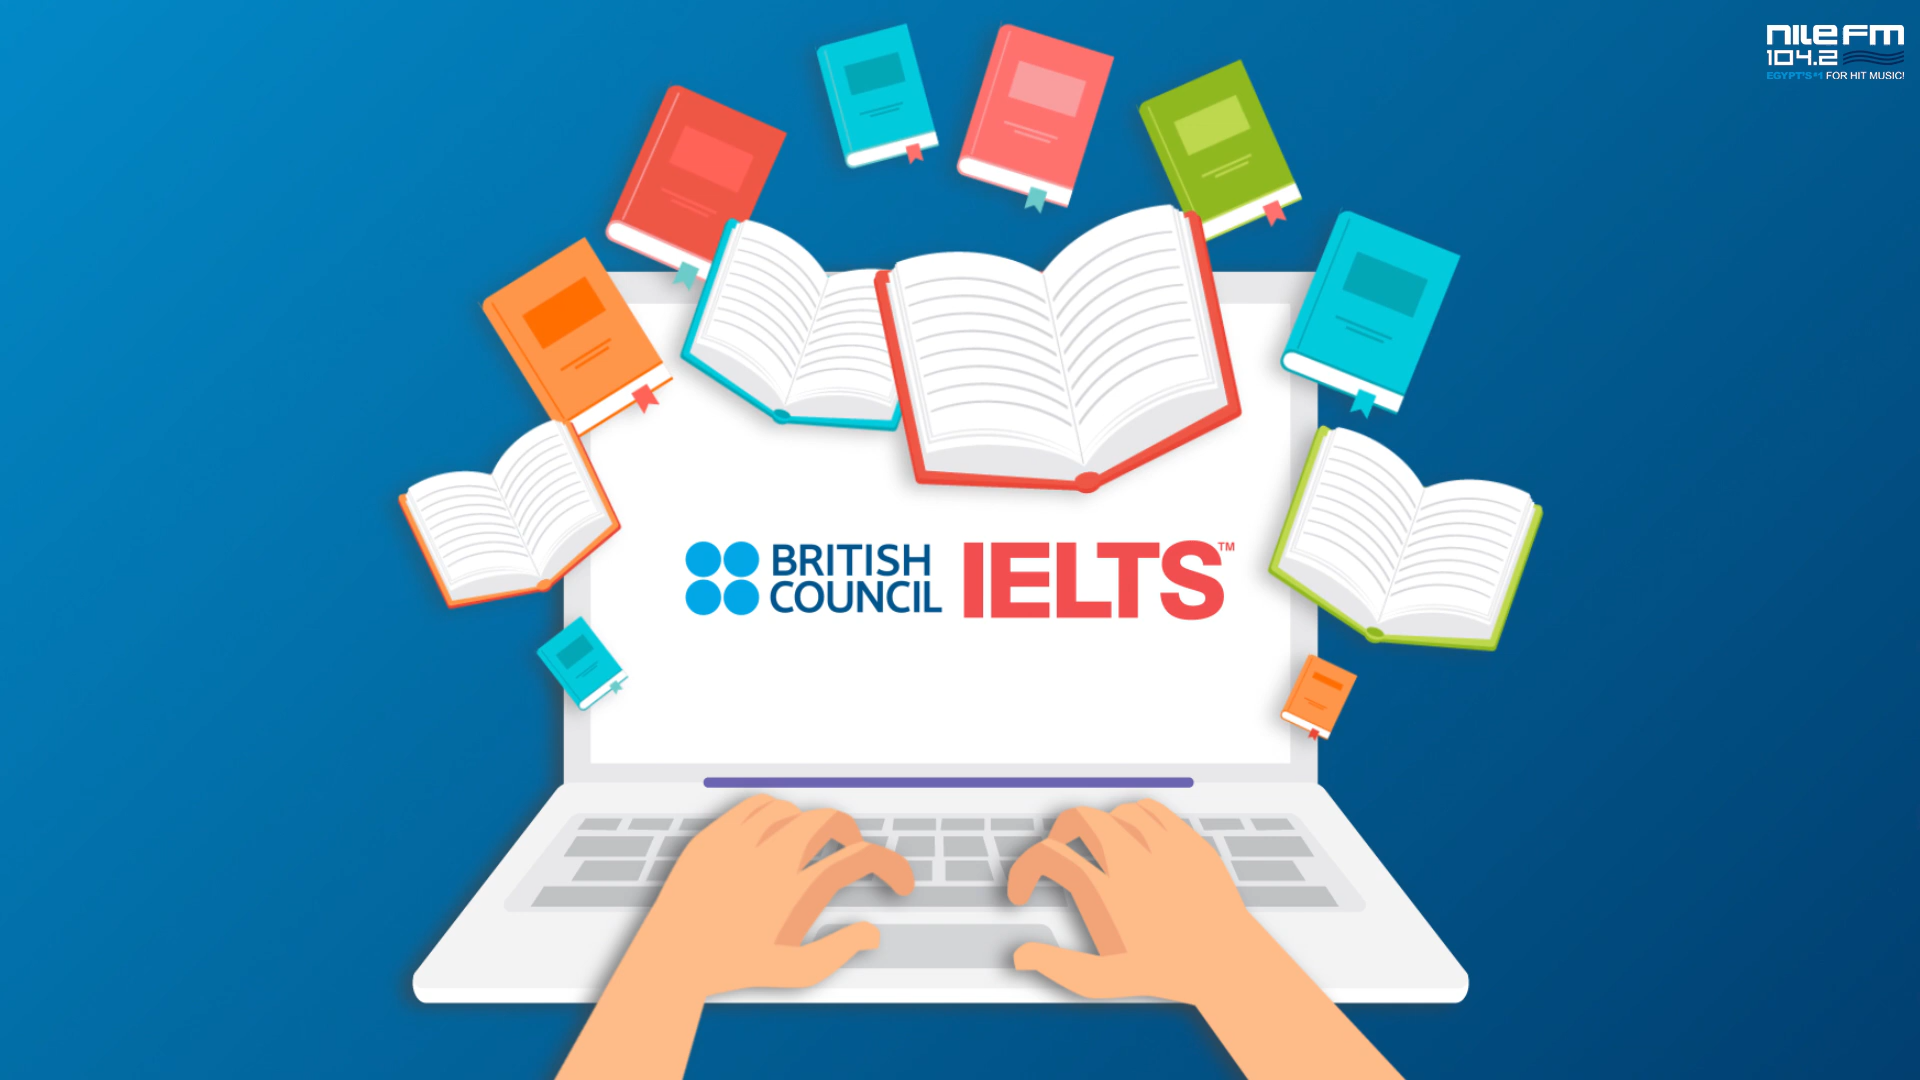 NILE FM
104.2
EGYPT'S #1 FOR HIT MUSIC!
BRITISH
COUNCIL
IELTS™